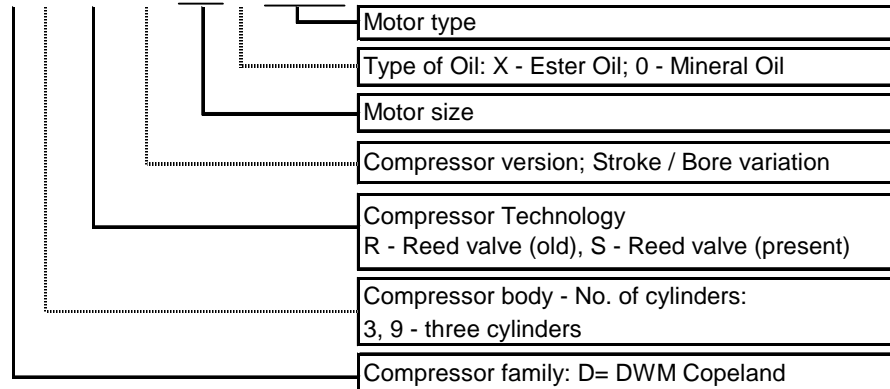 Motor type
Type of Oil: X - Ester Oil; 0 - Mineral Oil
Motor size
Compressor version; Stroke / Bore variation
Compressor Technology
R - Reed valve (old), S - Reed valve (present)
Compressor body - No. of cylinders:
3, 9 - three cylinders
Compressor family: D= DWM Copeland